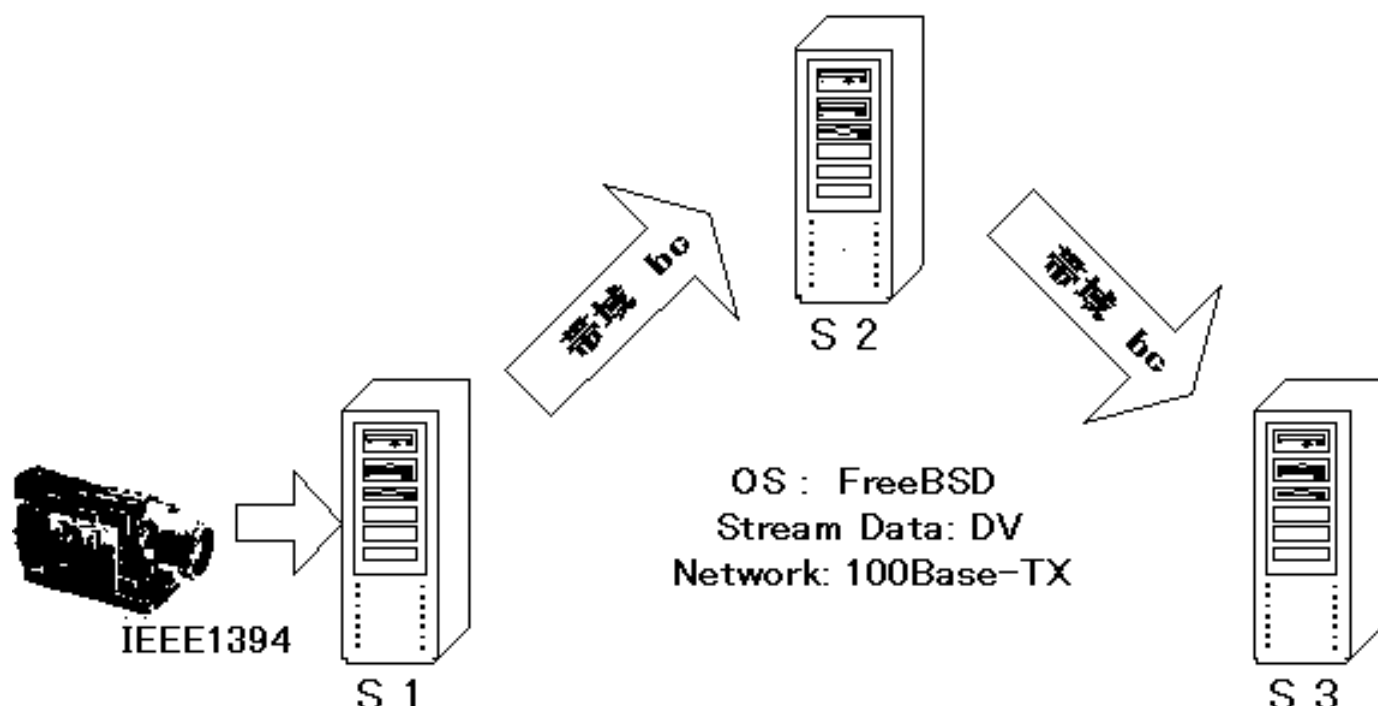 帯域 bc
帯域 bc
S 2
OS : FreeBSD
Stream Data: DV
Network: 100Base-TX
IEEE1394
S 1
S 3